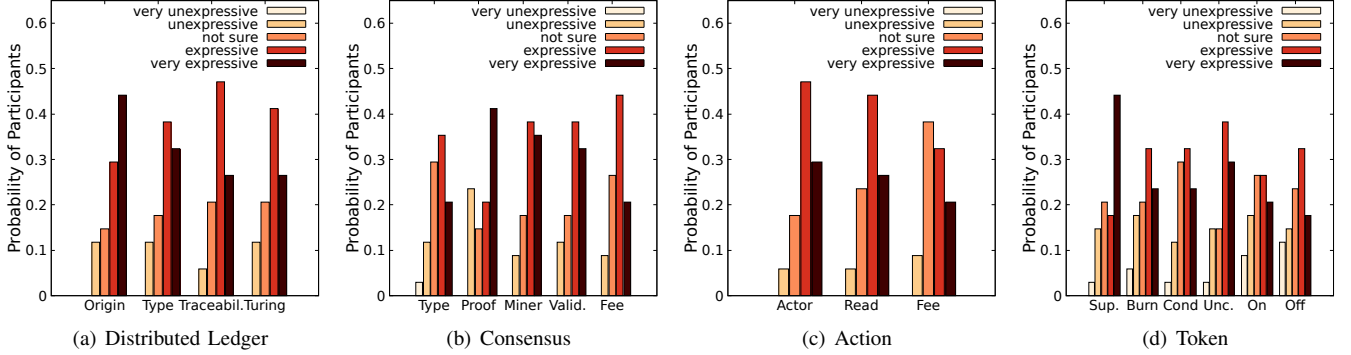 Probability of Participants
0.6
0.5
0.4
0.3
0.2
0.1
0
very unexpressive
unexpressive
not sure
expressive
very expressive
Origin Type Traceabil. Turing
(a) Distributed Ledger
Probability of Participants
0.6
0.5
0.4
0.3
0.2
0.1
0
very unexpressive
unexpressive
not sure
expressive
very expressive
Type Proof Miner Valid. Fee
(b) Consensus
Probability of Participants
0.6
0.5
0.4
0.3
0.2
0.1
0
very unexpressive
unexpressive
not sure
expressive
very expressive
Actor Read Fee
(c) Action
Probability of Participants
0.6
0.5
0.4
0.3
0.2
0.1
0
very unexpressive
unexpressive
not sure
expressive
very expressive
Sup. Burn Cond Unc. On Off
(d) Token